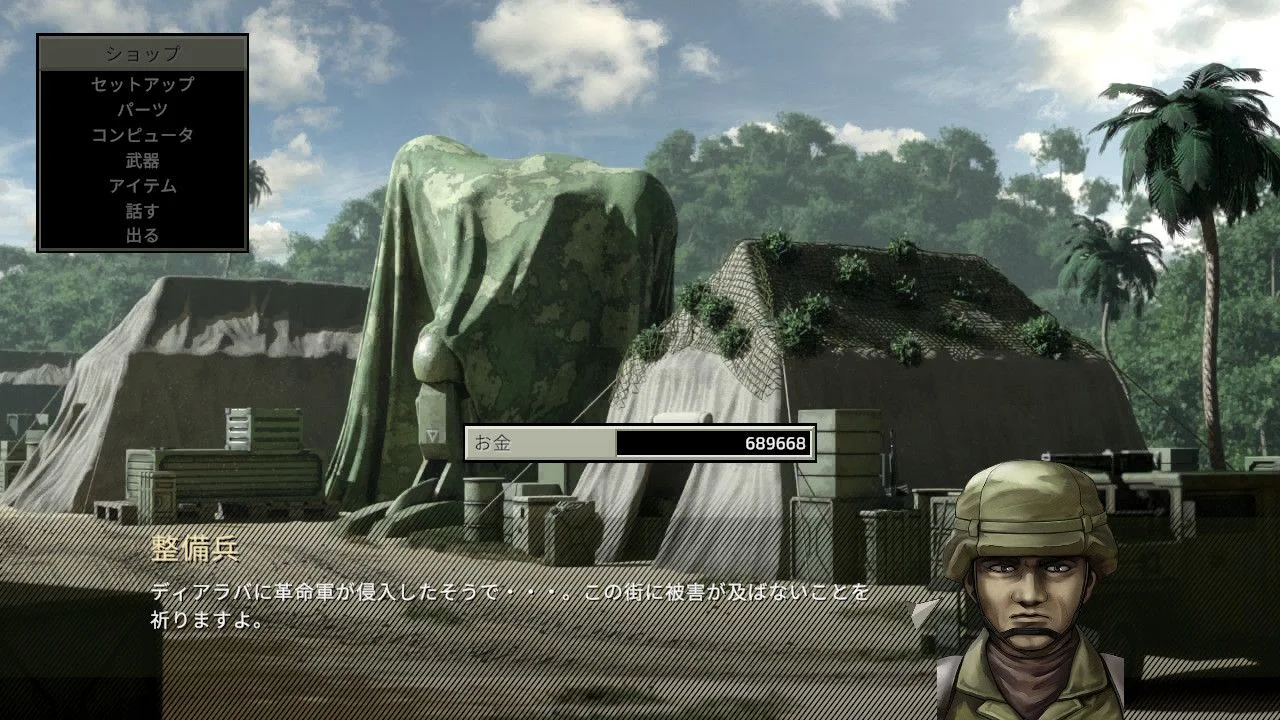 ショップ
セットアップ
パーツ
コンピュータ
武器
アイテム
話す
出る
お金 689668
整備兵
ディアラバに革命軍が侵入したそうで・・・。この街に被害が及ばないことを
祈りますよ。